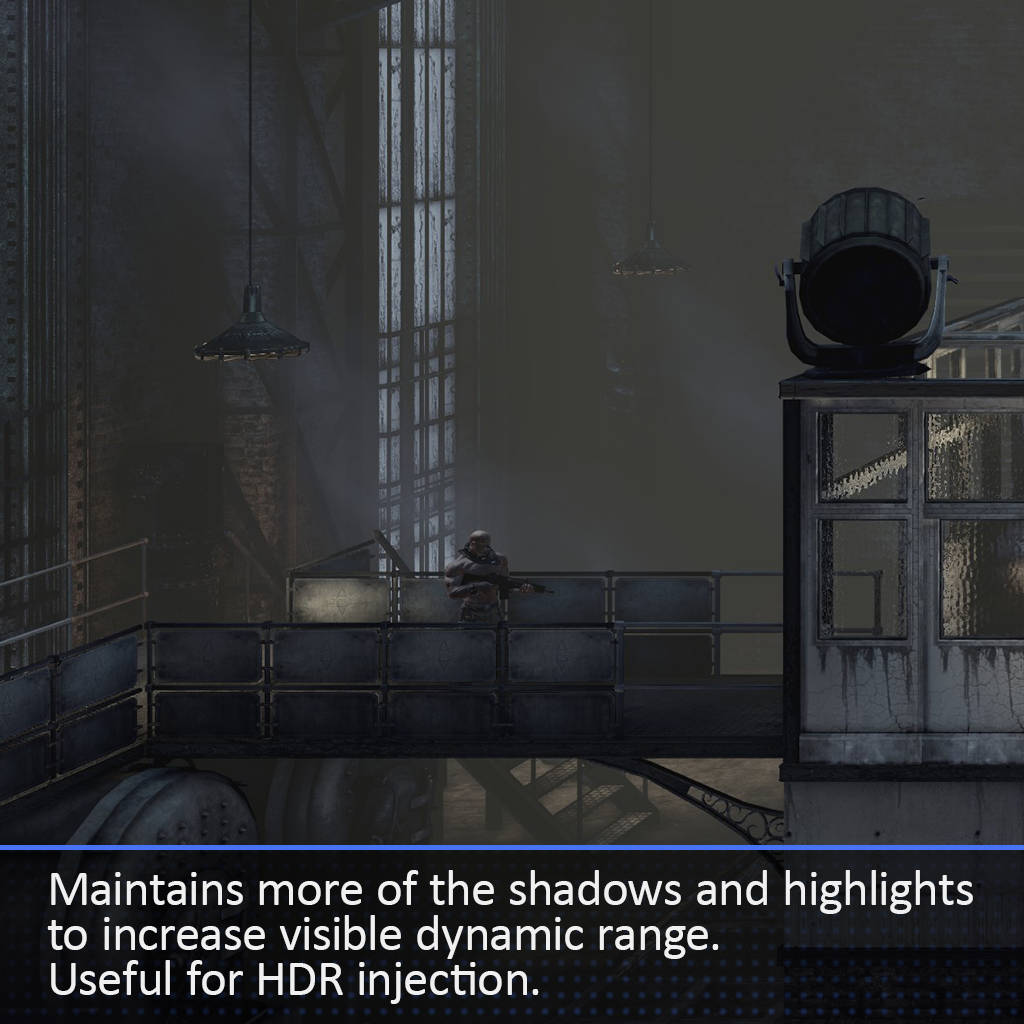 Maintains more of the shadows and highlights
to increase visible dynamic range.
Useful for HDR injection.